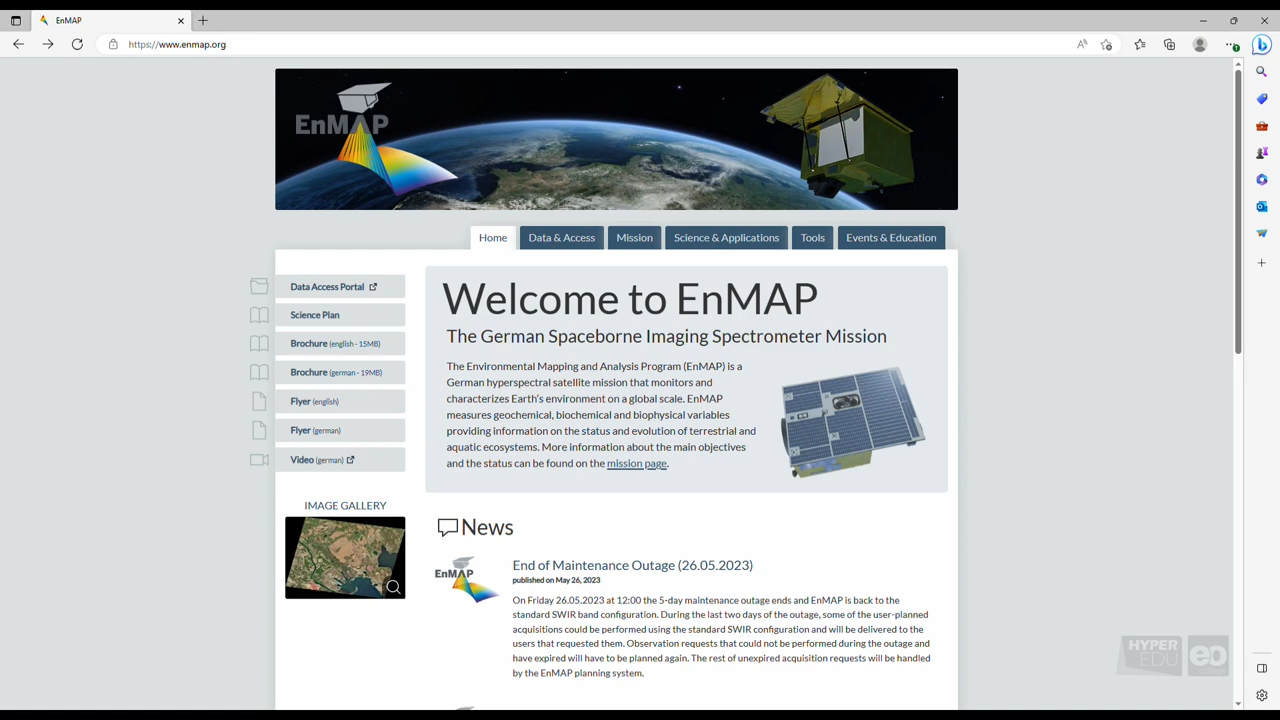 EnMAP
https://www.enmap.org
EnMAP
Home
Data & Access
Mission
Science & Applications
Tools
Events & Education
Data Access Portal
Science Plan
Brochure (english - 15MB)
Brochure (german - 19MB)
Flyer (english)
Flyer (german)
Video (german)
IMAGE GALLERY
Welcome to EnMAP
The German Spaceborne Imaging Spectrometer Mission
The Environmental Mapping and Analysis Program (EnMAP) is a
German hyperspectral satellite mission that monitors and
characterizes Earth's environment on a global scale. EnMAP
measures geochemical, biochemical and biophysical variables
providing information on the status and evolution of terrestrial and
aquatic ecosystems. More information about the main objectives
and the status can be found on the mission page.
News
EnMAP
End of Maintenance Outage (26.05.2023)
published on May 26, 2023
On Friday 26.05.2023 at 12:00 the 5-day maintenance outage ends and EnMAP is back to the
standard SWIR band configuration. During the last two days of the outage, some of the user-planned
acquisitions could be performed using the standard SWIR configuration and will be delivered to the
users that requested them. Observation requests that could not be performed during the outage and
have expired will have to be planned again. The rest of unexpired acquisition requests will be handled
by the EnMAP planning system.
HYPER
EDU
eo